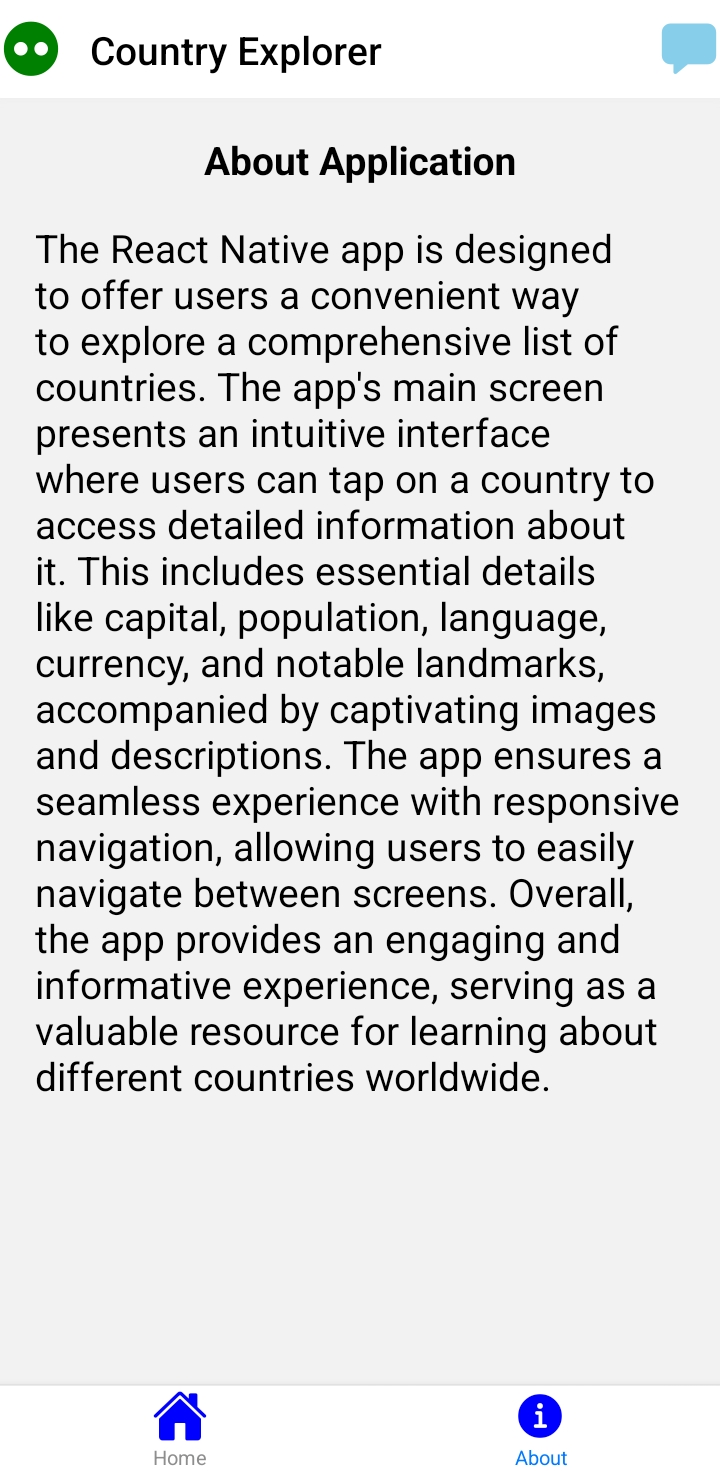 Country Explorer
About Application
The React Native app is designed
to offer users a convenient way
to explore a comprehensive list of
countries. The app's main screen
presents an intuitive interface
where users can tap on a country to
access detailed information about
it. This includes essential details
like capital, population, language,
currency, and notable landmarks,
accompanied by captivating images
and descriptions. The app ensures a
seamless experience with responsive
navigation, allowing users to easily
navigate between screens. Overall,
the app provides an engaging and
informative experience, serving as a
valuable resource for learning about
different countries worldwide.
Home
About